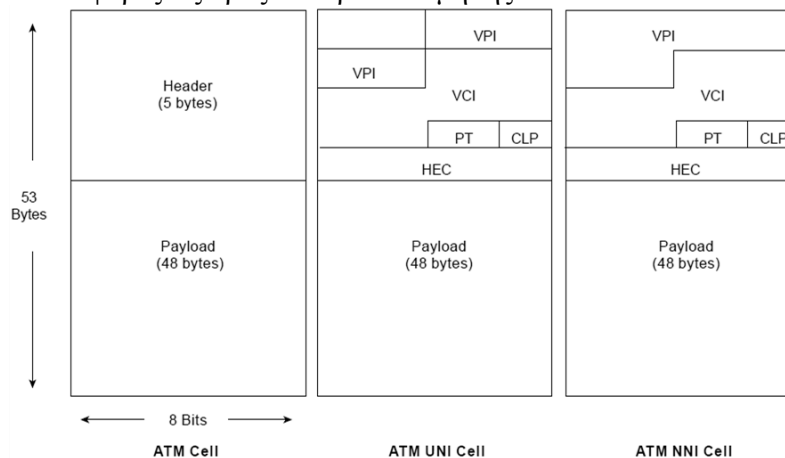 VPI
VPI
VPI
Header
(5 bytes)
VCI
VCI
PT
CLP
PT
CLP
HEC
HEC
53
Bytes
Payload
(48 bytes)
Payload
(48 bytes)
Payload
(48 bytes)
8 Bits
ATM Cell
ATM UNI Cell
ATM NNI Cell